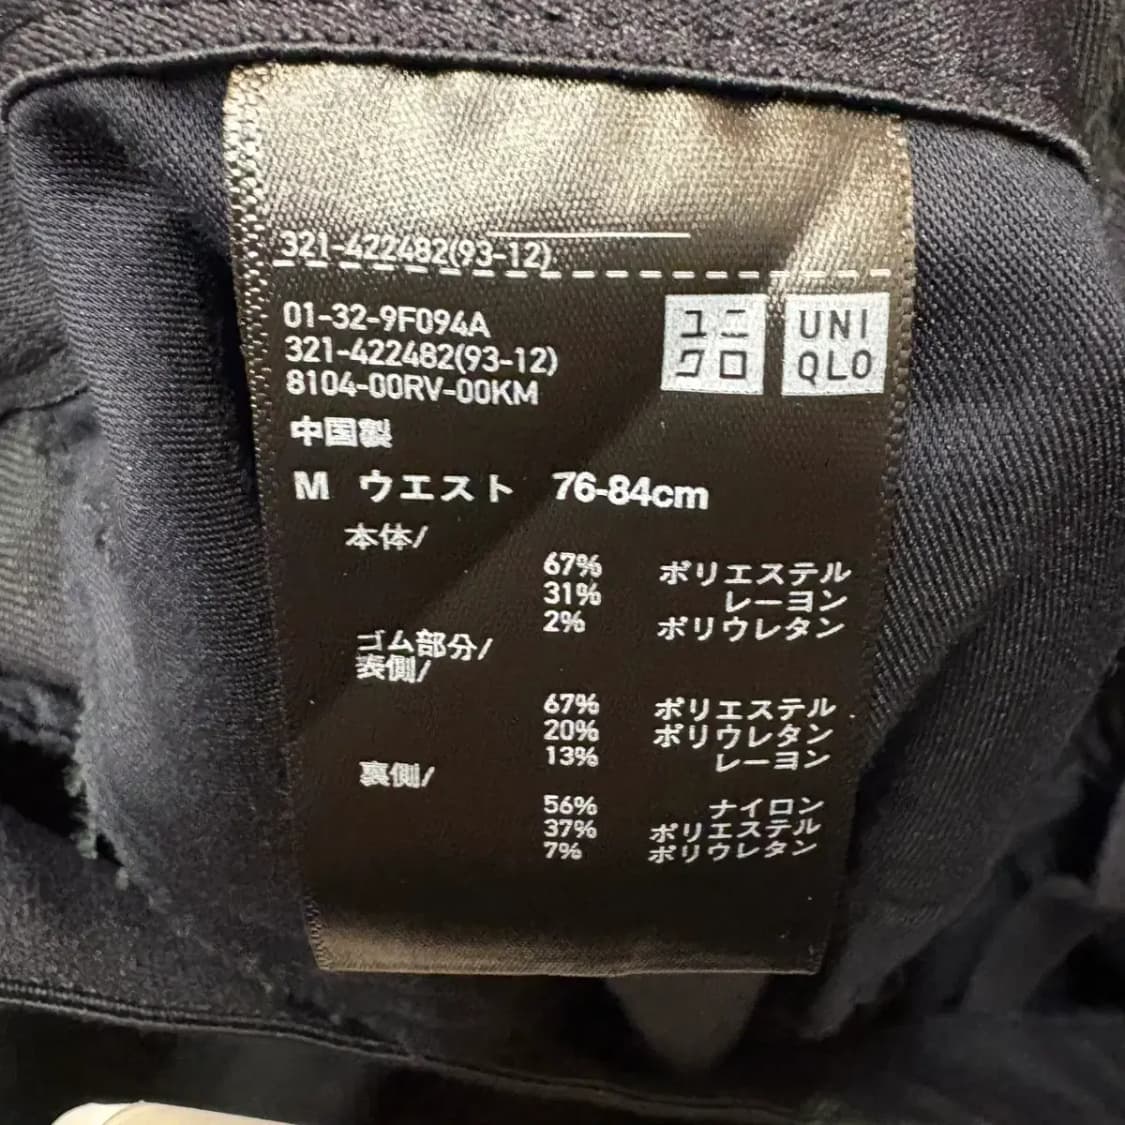 321-422482(93-12)
01-32-9F094A
321-422482(93-12)
8104-00RV-00KM
ユニ
クロ
UNI
QLO
中国製
M ウエスト 76-84cm
本体/
67% ポリエステル
31% レーヨン
2% ポリウレタン
ゴム部分/
表側/
67% ポリエステル
20% ポリウレタン
13% レーヨン
裏側/
56% ナイロン
37% ポリエステル
7% ポリウレタン